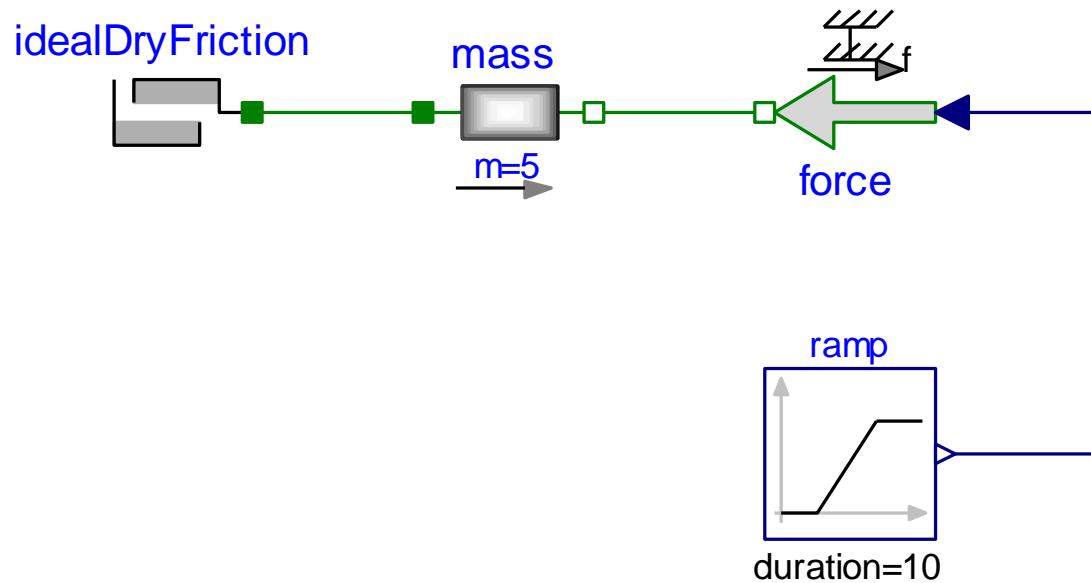 idealDryFriction
mass
f
m=5
force
ramp
duration=10